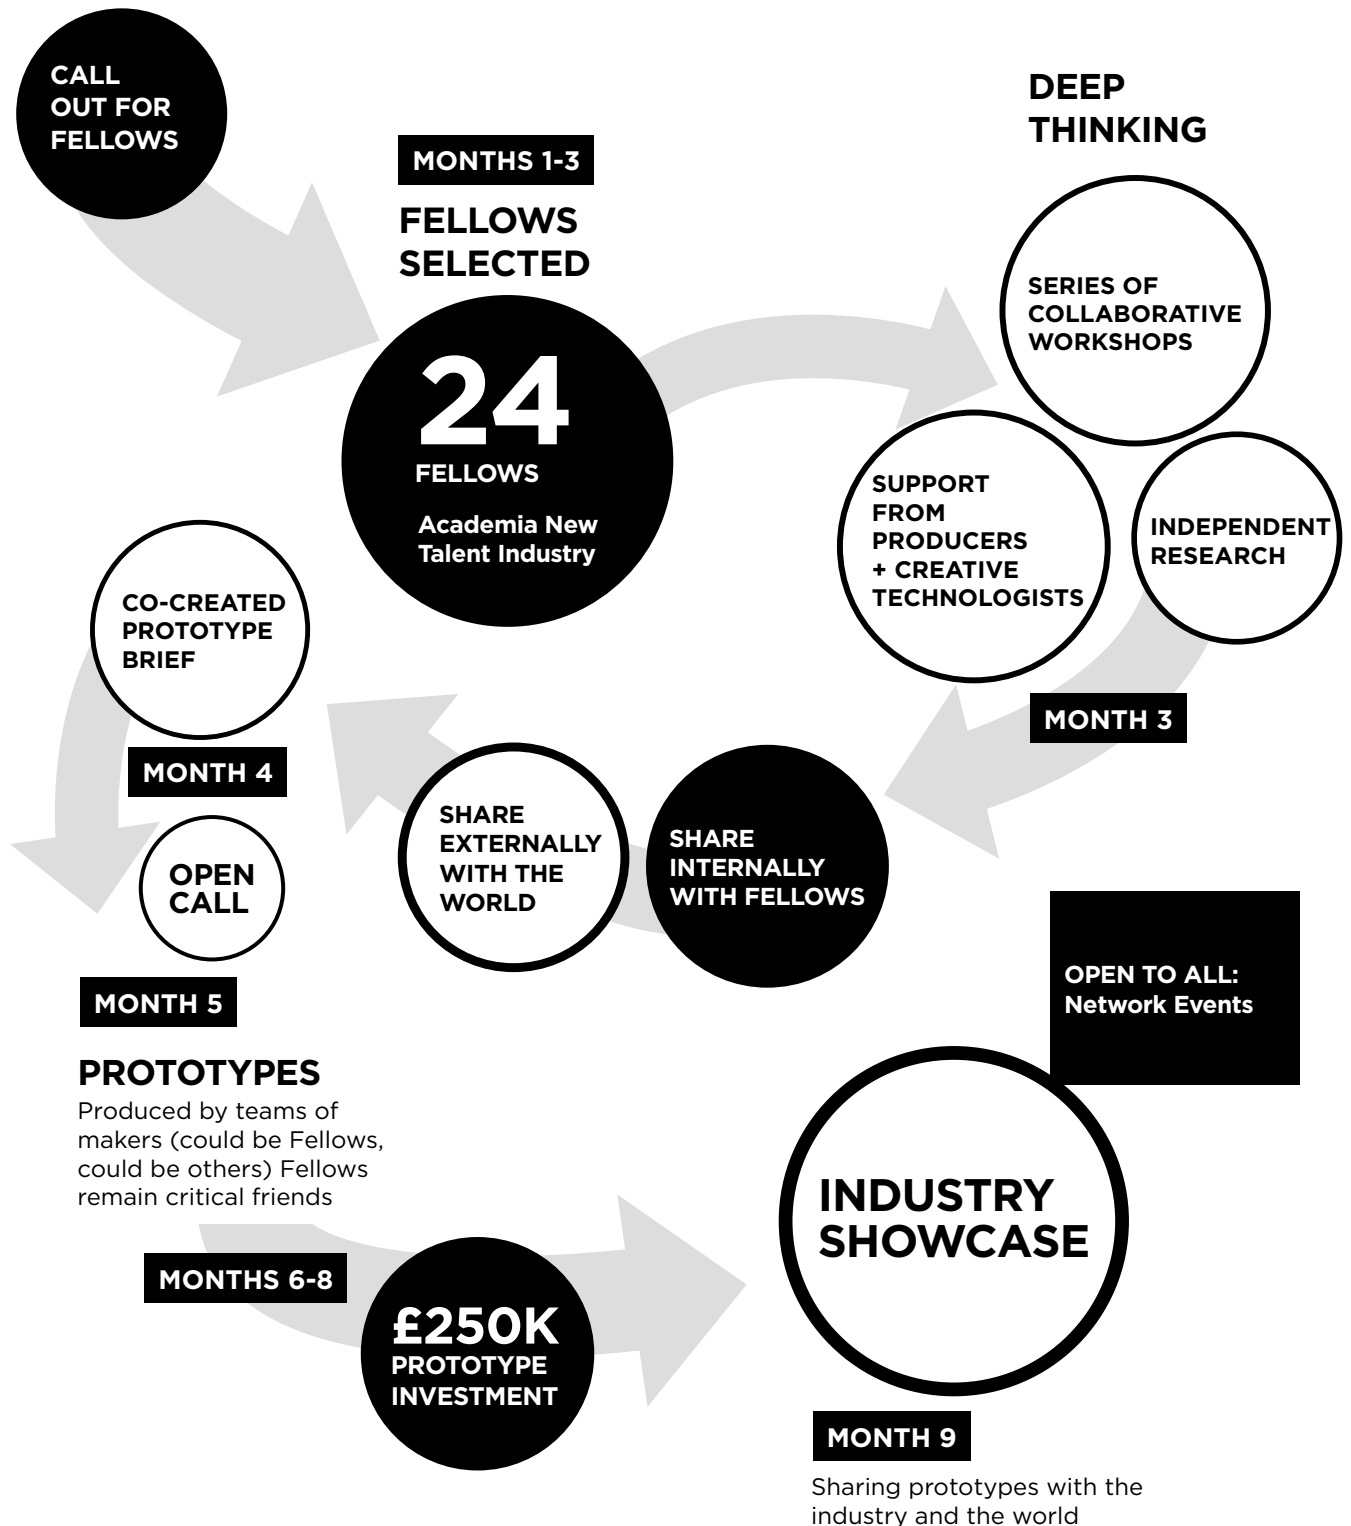 CALL
OUT FOR
FELLOWS
MONTHS 1-3
FELLOWS
SELECTED
24
FELLOWS
Academia New
Talent Industry
DEEP
THINKING
SERIES OF
COLLABORATIVE
WORKSHOPS
SUPPORT
FROM
PRODUCERS
+ CREATIVE
TECHNOLOGISTS
INDEPENDENT
RESEARCH
MONTH 3
SHARE
INTERNALLY
WITH FELLOWS
SHARE
EXTERNALLY
WITH THE
WORLD
CO-CREATED
PROTOTYPE
BRIEF
MONTH 4
OPEN
CALL
MONTH 5
PROTOTYPES
Produced by teams of
makers (could be Fellows,
could be others) Fellows
remain critical friends
MONTHS 6-8
£250K
PROTOTYPE
INVESTMENT
OPEN TO ALL:
Network Events
INDUSTRY
SHOWCASE
MONTH 9
Sharing prototypes with the
industry and the world